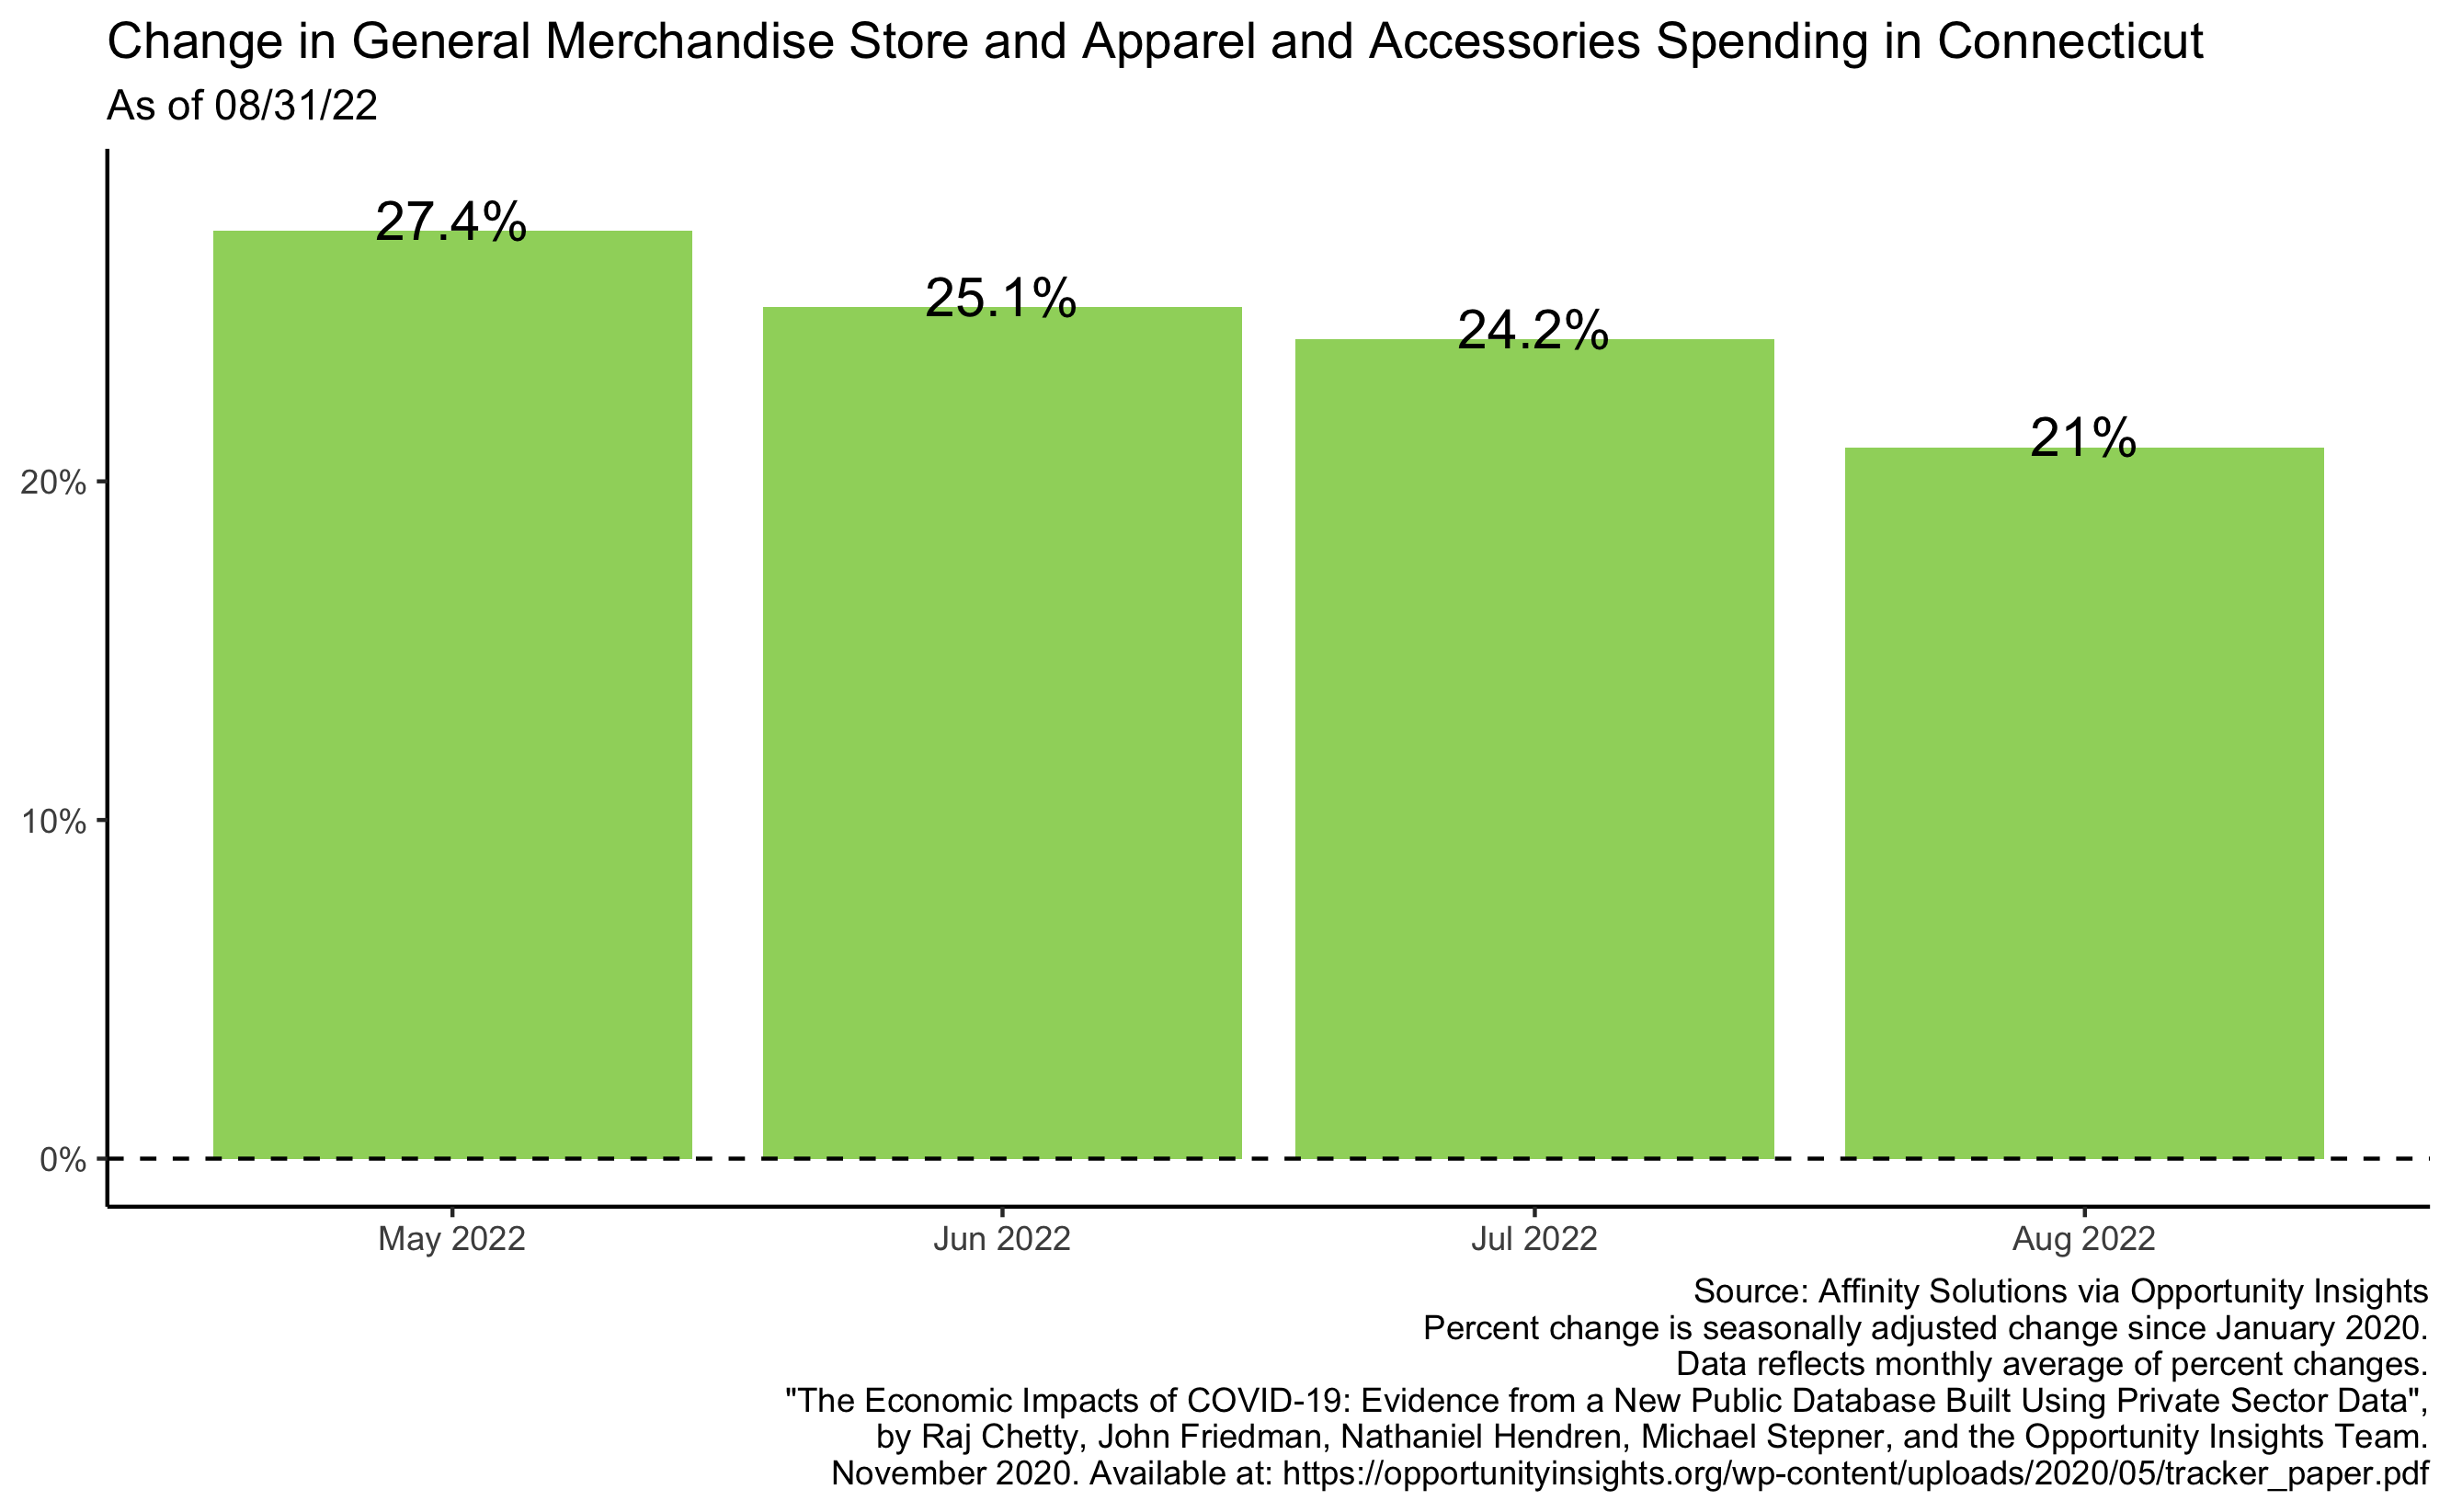 Change in General Merchandise Store and Apparel and Accessories Spending in Connecticut
As of 08/31/22
27.4%
25.1%
24.2%
21%
20%
10%
0%
May 2022
Jun 2022
Jul 2022
Aug 2022
Source: Affinity Solutions via Opportunity Insights
Percent change is seasonally adjusted change since January 2020.
Data reflects monthly average of percent changes.
"The Economic Impacts of COVID-19: Evidence from a New Public Database Built Using Private Sector Data",
by Raj Chetty, John Friedman, Nathaniel Hendren, Michael Stepner, and the Opportunity Insights Team.
November 2020. Available at: https://opportunityinsights.org/wp-content/uploads/2020/05/tracker_paper.pdf